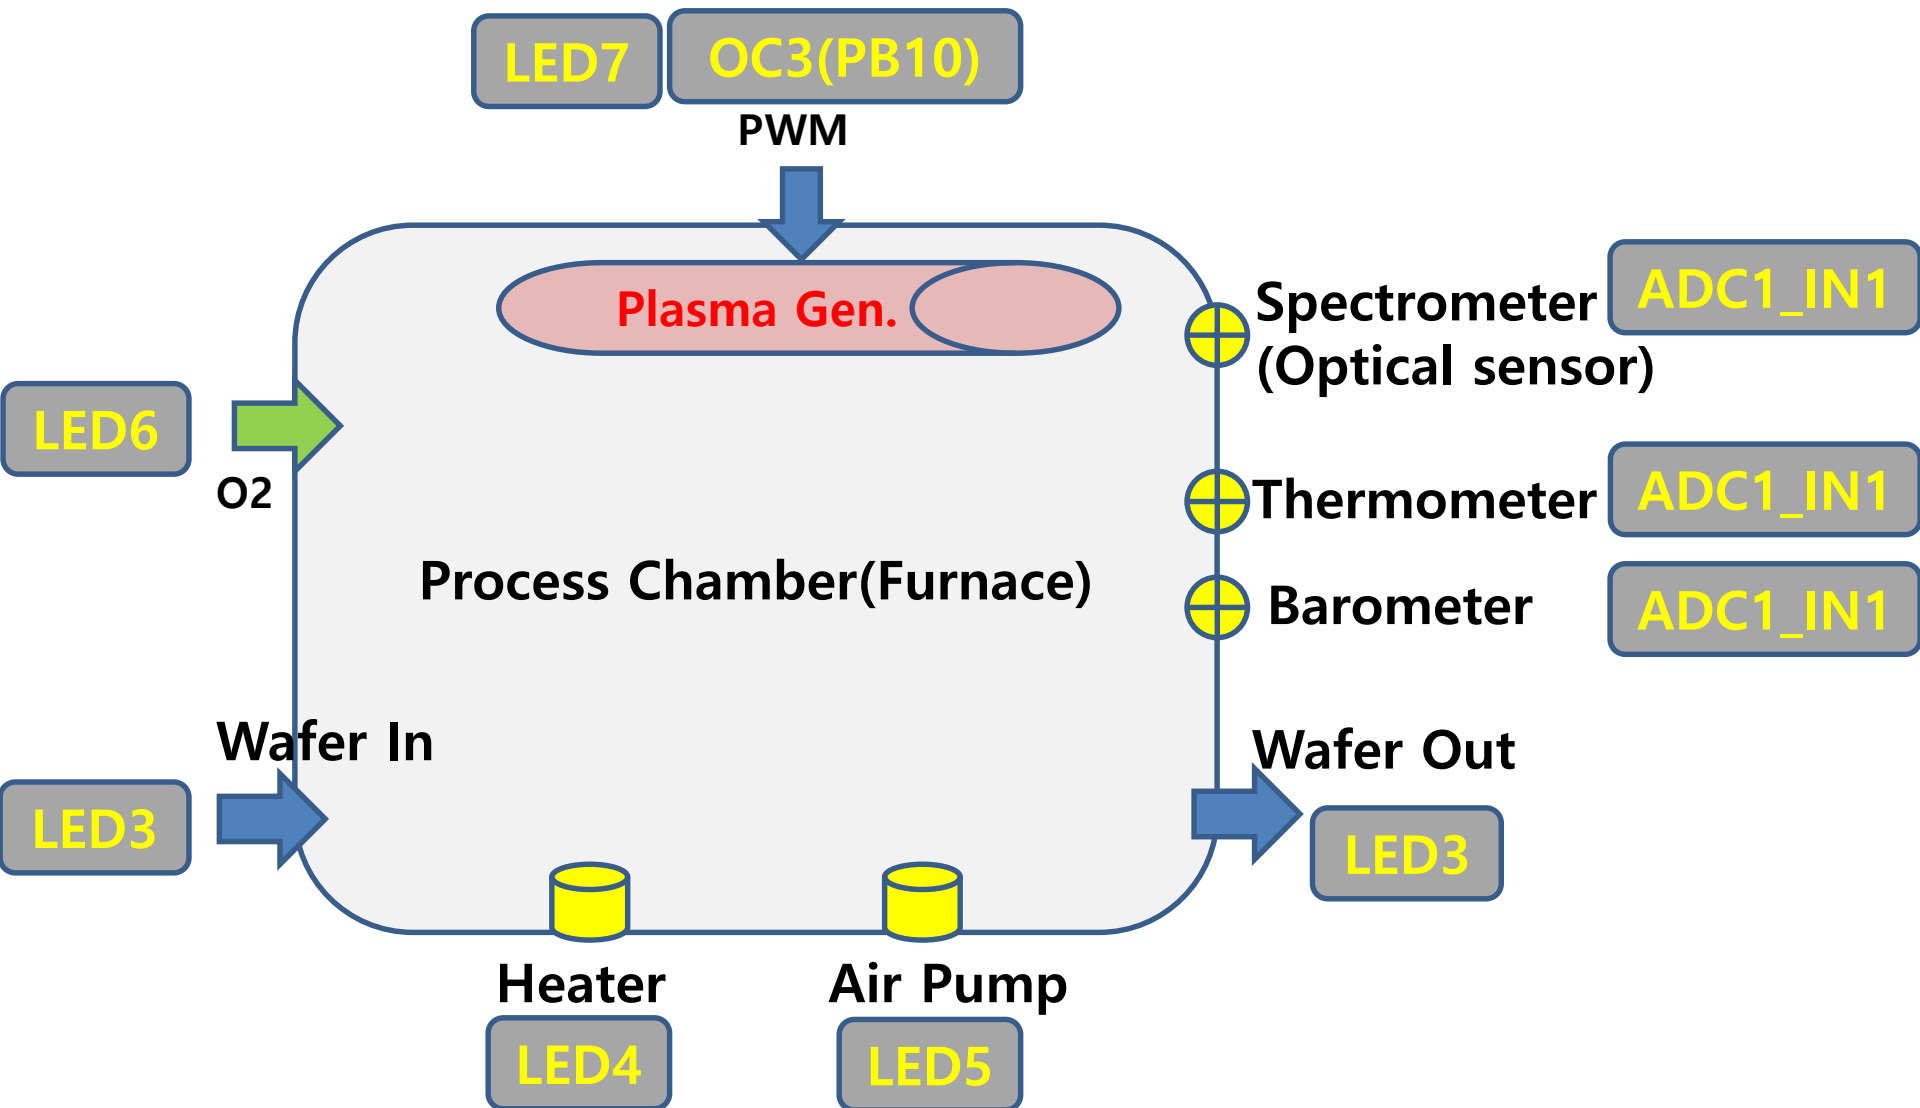 LED7
OC3(PB10)
PWM
Plasma Gen.
Spectrometer
(Optical sensor)
ADC1_IN1
LED6
O2
Thermometer
ADC1_IN1
Process Chamber(Furnace)
Barometer
ADC1_IN1
Wafer In
LED3
Wafer Out
LED3
Heater
LED4
Air Pump
LED5